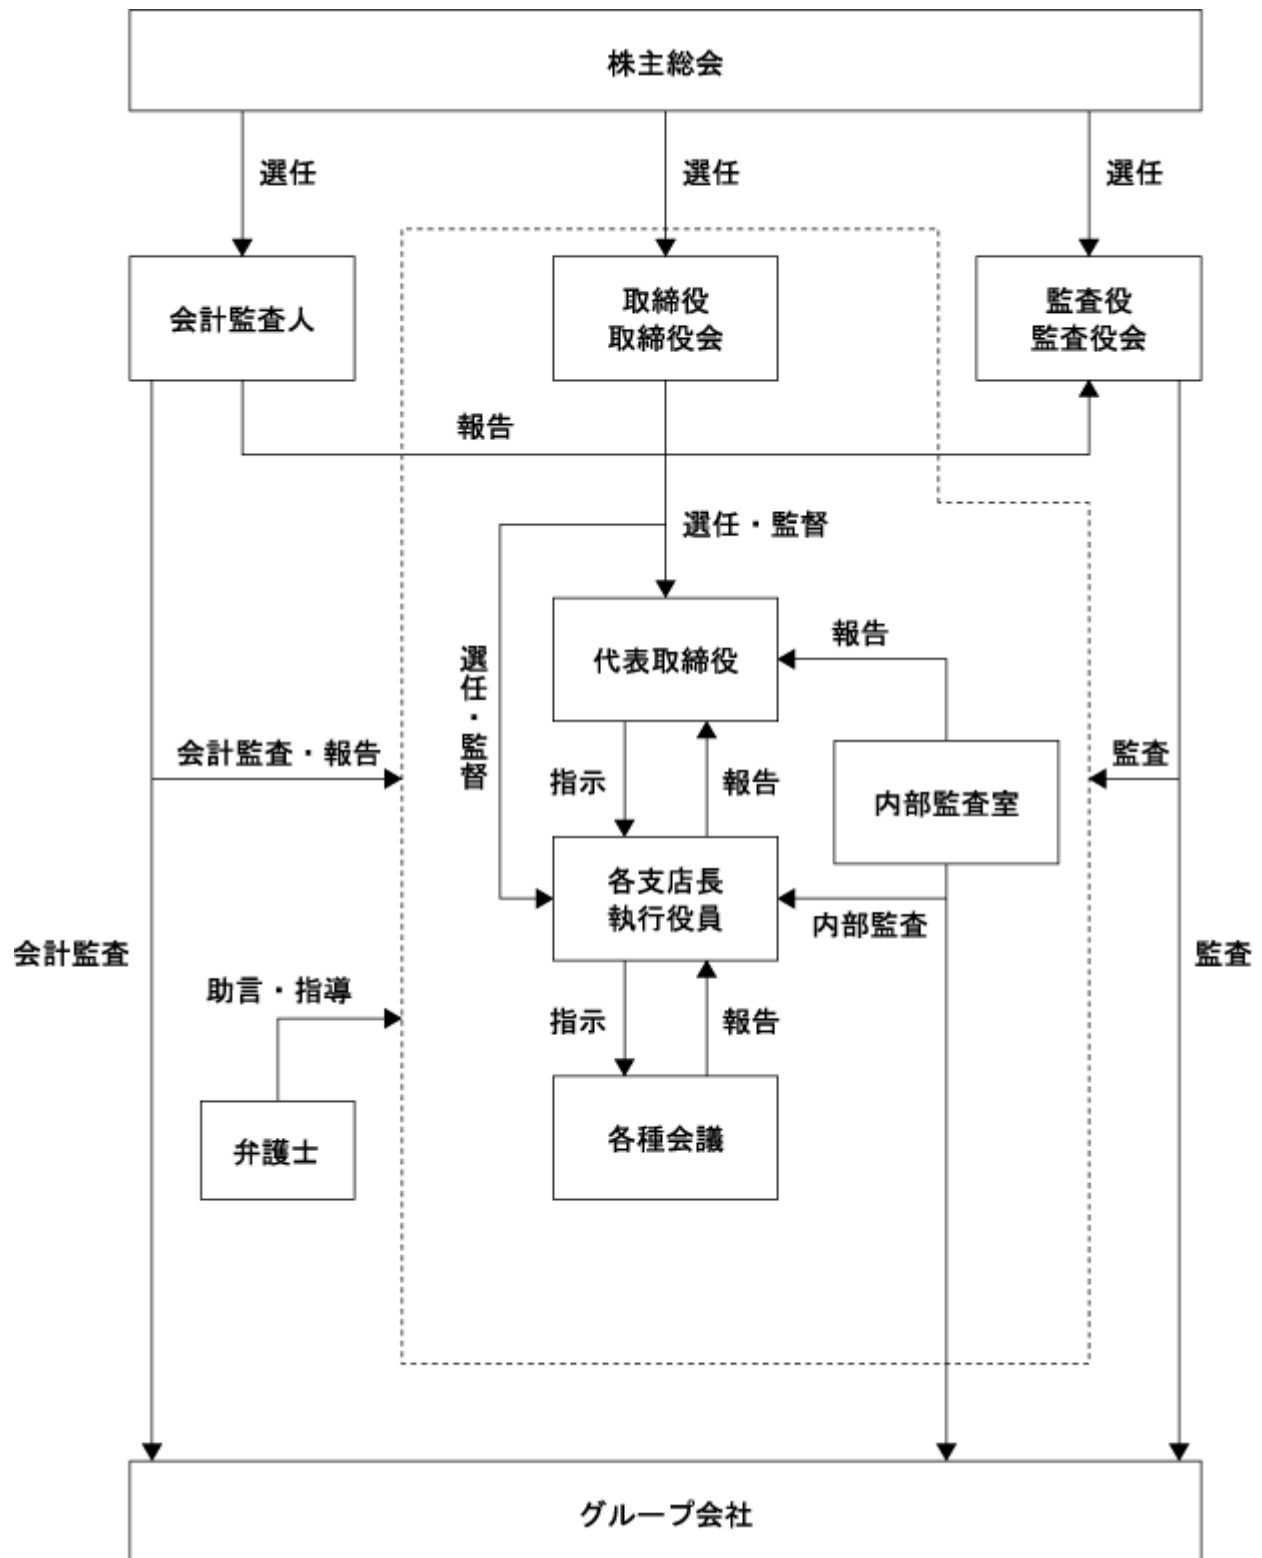 株主総会
選任
選任
選任
会計監査人
取締役
取締役会
監査役
監査役会
報告
選任・監督
選任・監督
代表取締役
報告
会計監査・報告
指示
報告
内部監査室
監査
各支店長
執行役員
内部監査
会計監査
監査
助言・指導
指示
報告
弁護士
各種会議
グループ会社